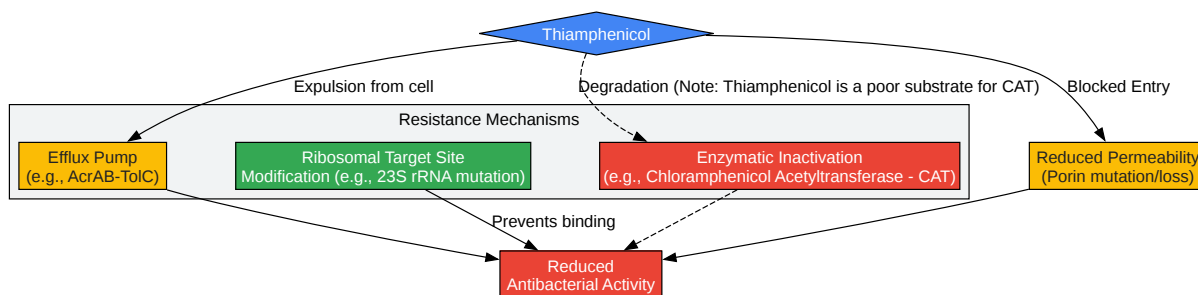 Thiamphenicol
Expulsion from cell
Degradation (Note: Thiamphenicol is a poor substrate for CAT)
Blocked Entry
Resistance Mechanisms
Efflux Pump
(e.g., AcrAB-TolC)
Ribosomal Target Site
Modification (e.g., 23S rRNA mutation)
Enzymatic Inactivation
(e.g., Chloramphenicol Acetyltransferase - CAT)
Reduced Permeability
(Porin mutation/loss)
Prevents binding
Reduced
Antibacterial Activity